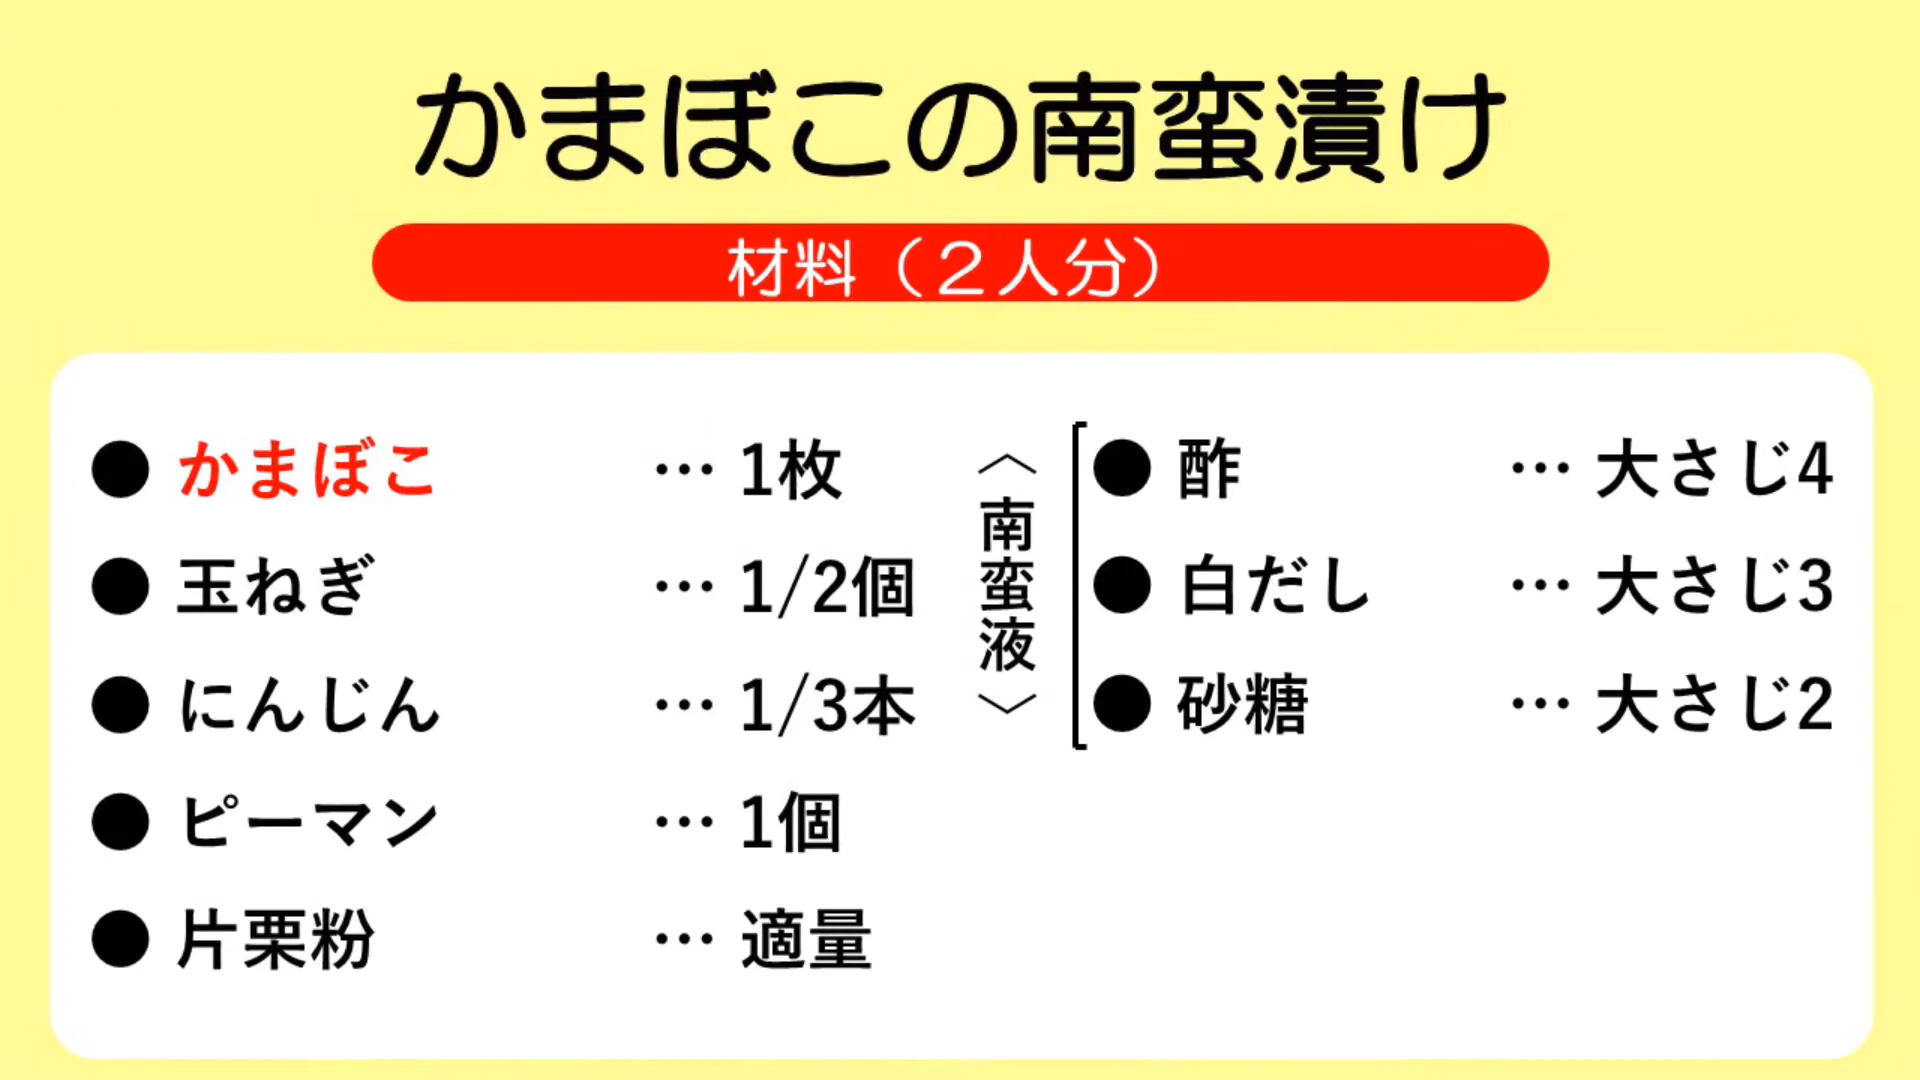 かまぼこの南蛮漬け
材料（２人分）
● かまぼこ … 1枚
● 玉ねぎ … 1/2個
● にんじん … 1/3本
● ピーマン … 1個
● 片栗粉 … 適量
〈南蛮液〉
● 酢 … 大さじ4
● 白だし … 大さじ3
● 砂糖 … 大さじ2